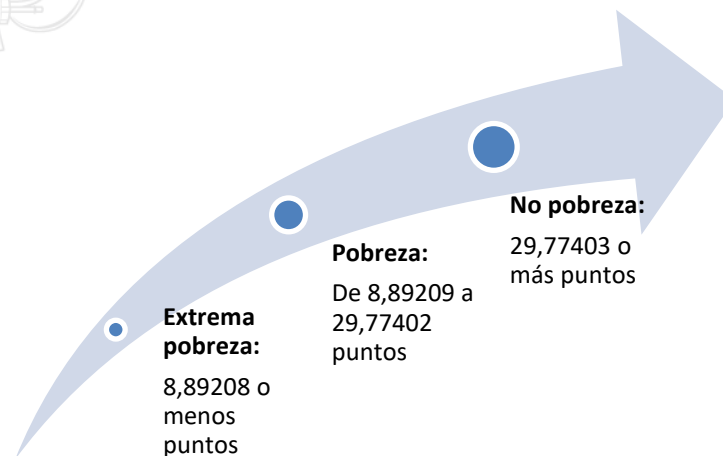 Extrema
pobreza:
8,89208 o
menos
puntos
Pobreza:
De 8,89209 a
29,77402
puntos
No pobreza:
29,77403 o
más puntos